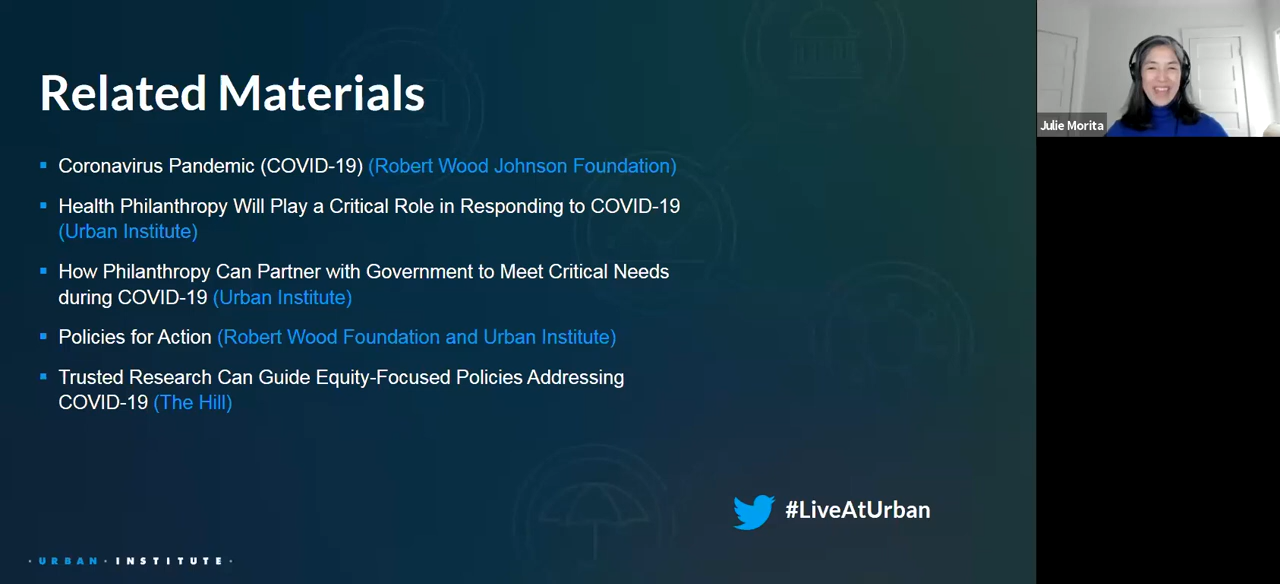 Related Materials
Coronavirus Pandemic (COVID-19) (Robert Wood Johnson Foundation)
Health Philanthropy Will Play a Critical Role in Responding to COVID-19
(Urban Institute)
How Philanthropy Can Partner with Government to Meet Critical Needs
during COVID-19 (Urban Institute)
Policies for Action (Robert Wood Foundation and Urban Institute)
Trusted Research Can Guide Equity-Focused Policies Addressing
COVID-19 (The Hill)
#LiveAtUrban
· URBAN · INSTITUTE ·
Julie Morita